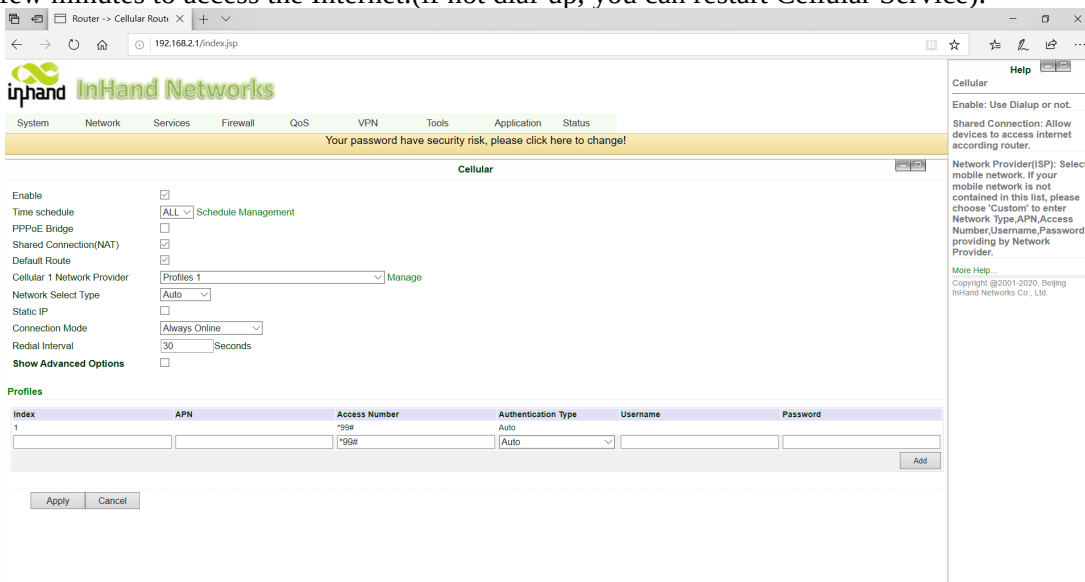 few minutes to access the Internet.(if not dial-up, you can restart Cellular Service).
Router -> Cellular Route
192.168.2.1/index.jsp
inhand InHand Networks
System Network Services Firewall QoS VPN Tools Application Status
Your password have security risk, please click here to change!
Cellular
Enable
Time schedule ALL Schedule Management
PPPoE Bridge
Shared Connection(NAT)
Default Route
Cellular 1 Network Provider Profiles 1 Manage
Network Select Type Auto
Static IP
Connection Mode Always Online
Redial Interval 30 Seconds
Show Advanced Options
Profiles
Index APN Access Number Authentication Type Username Password
1 *99# Auto
*99# Auto
Add
Apply Cancel
Help
Cellular
Enable: Use Dialup or not.
Shared Connection: Allow
devices to access internet
according router.
Network Provider(ISP): Select
mobile network. If your
mobile network is not
contained in this list, please
choose 'Custom' to enter
Network Type,APN,Access
Number,Username,Password
providing by Network
Provider.
More Help...
Copyright @2001-2020, Beijing
InHand Networks Co., Ltd.